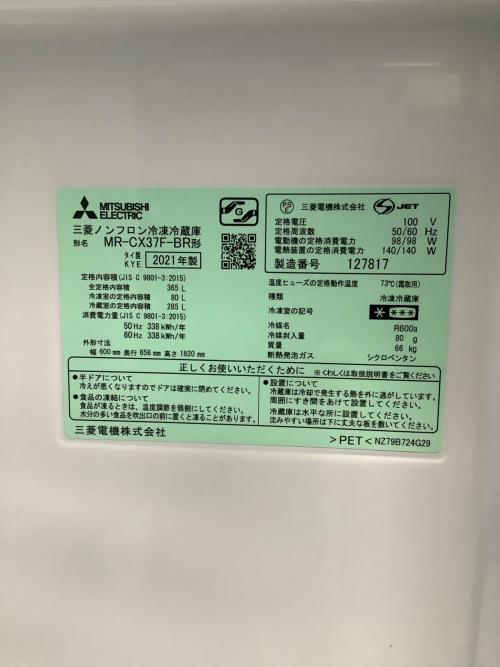 MITSUBISHI
ELECTRIC
G
三菱ノンフロン冷凍冷蔵庫
形名 MR-CX37F-BR形
タイ製
KYE 2021年製
定格内容積(JIS C 9801-3:2015)
全定格内容積 365 L
冷凍室の定格内容積 80 L
冷蔵室の定格内容積 285 L
消費電力量(JIS C 9801-3:2015)
50 Hz 338 kWh/年
60 Hz 338 kWh/年
外形寸法
幅 600 mm 奥行 656 mm 高さ 1820 mm
PS E 三菱電機株式会社 S JET
定格電圧 100 V
定格周波数 50/60 Hz
電動機の定格消費電力 98/98 W
電熱装置の定格消費電力 140/140 W
製造番号 127817
温度ヒューズの定格動作温度 73℃(霜取用)
種類 冷凍冷蔵庫
冷凍室の記号 ****
冷媒名 R600a
冷媒封入量 80 g
質量 66 kg
断熱発泡ガス シクロペンタン
正しくお使いいただくために ※くわしくは取扱説明書をご覧ください
●半ドアについて
冷えが悪くなりますのでドアは確実に閉めてください。
●食品の凍結について
食品が凍るときは、温度調節を弱側にしてください。
水分の多い食品を吹出口の前に置くと凍ることがあります。
●設置について
冷蔵庫は冷却で発生する熱を外に逃がしています。
周囲にすき間をあけて設置してください。
冷蔵庫は水平な所に設置してください。
沈みやすい場所は下に丈夫な板を敷いてください。
三菱電機株式会社
>PET< NZ79B724G29